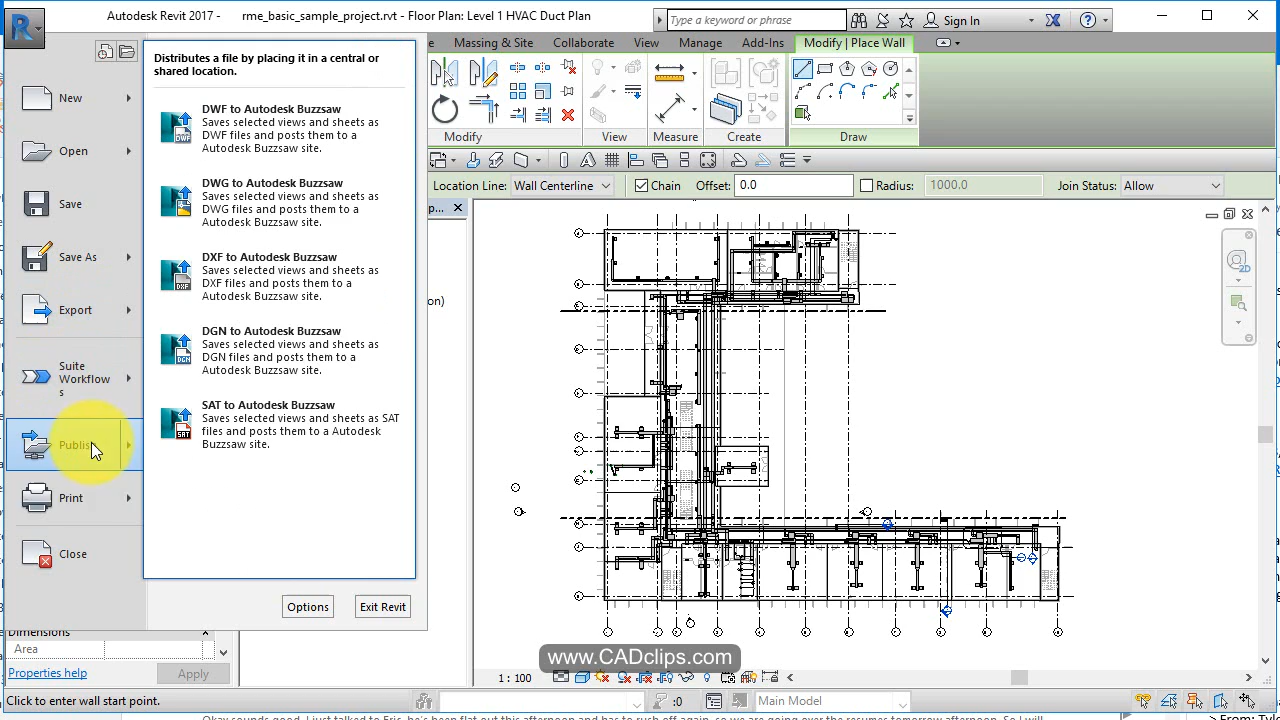 Autodesk Revit 2017 - rme_basic_sample_project.rvt - Floor Plan: Level 1 HVAC Duct Plan
Type a keyword or phrase
Sign In
Massing & Site
Collaborate
View
Manage
Add-Ins
Modify | Place Wall
Modify
View
Measure
Create
Draw
Location Line:
Wall Centerline
Chain
Offset:
0.0
Radius:
1000.0
Join Status:
Allow
New
Open
Save
Save As
Export
Suite
Workflow
s
Publis
Print
Close
Distributes a file by placing it in a central or
shared location.
DWF to Autodesk Buzzsaw
Saves selected views and sheets as
DWF files and posts them to a
Autodesk Buzzsaw site.
DWG to Autodesk Buzzsaw
Saves selected views and sheets as
DWG files and posts them to a
Autodesk Buzzsaw site.
DXF to Autodesk Buzzsaw
Saves selected views and sheets as
DXF files and posts them to a
Autodesk Buzzsaw site.
DGN to Autodesk Buzzsaw
Saves selected views and sheets as
DGN files and posts them to a
Autodesk Buzzsaw site.
SAT to Autodesk Buzzsaw
Saves selected views and sheets as SAT
files and posts them to a Autodesk
Buzzsaw site.
DWF
DXF
DGN
SAT
Options
Exit Revit
p...
on)
2D
Dimensions
Area
Properties help
Apply
www.CADclips.com
1 : 100
Click to enter wall start point.
:0
Main Model